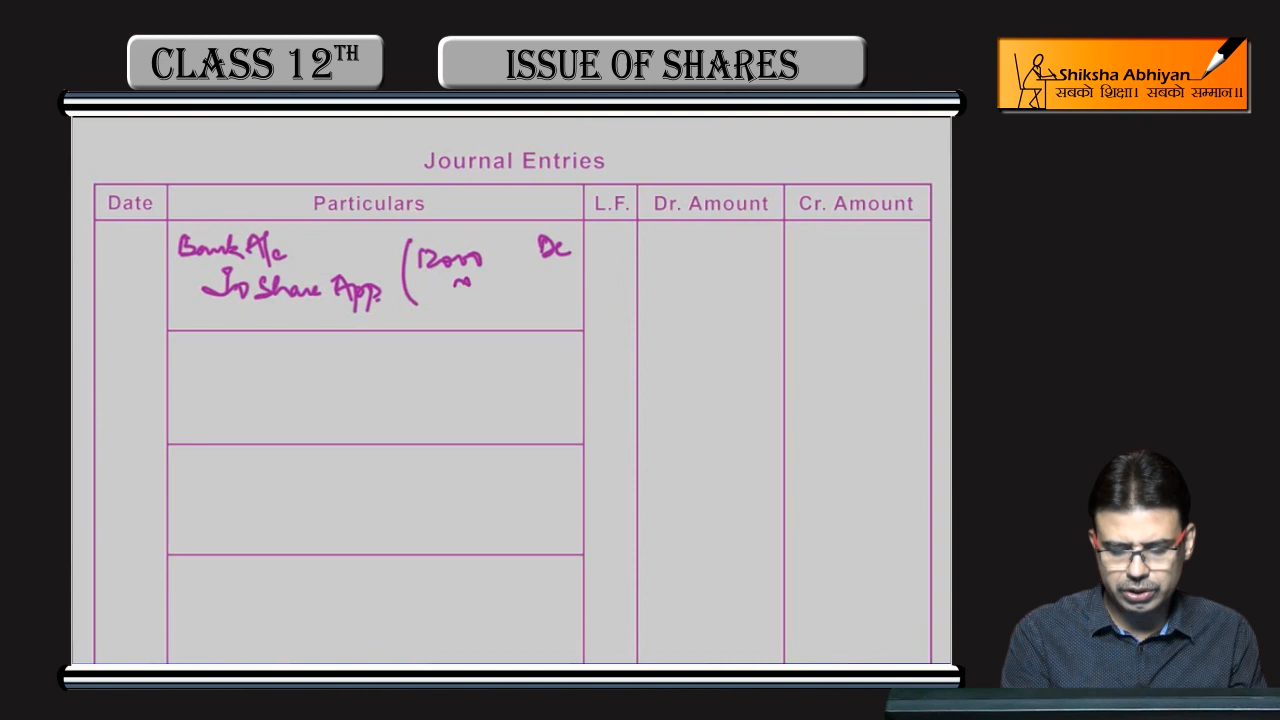 CLASS 12TH
ISSUE OF SHARES
Shiksha Abhiyan
सबको शिक्षा। सबको सम्मान॥
Journal Entries
Date Particulars L.F. Dr. Amount Cr. Amount
Bank A/c (12000 Dr
To Share App.